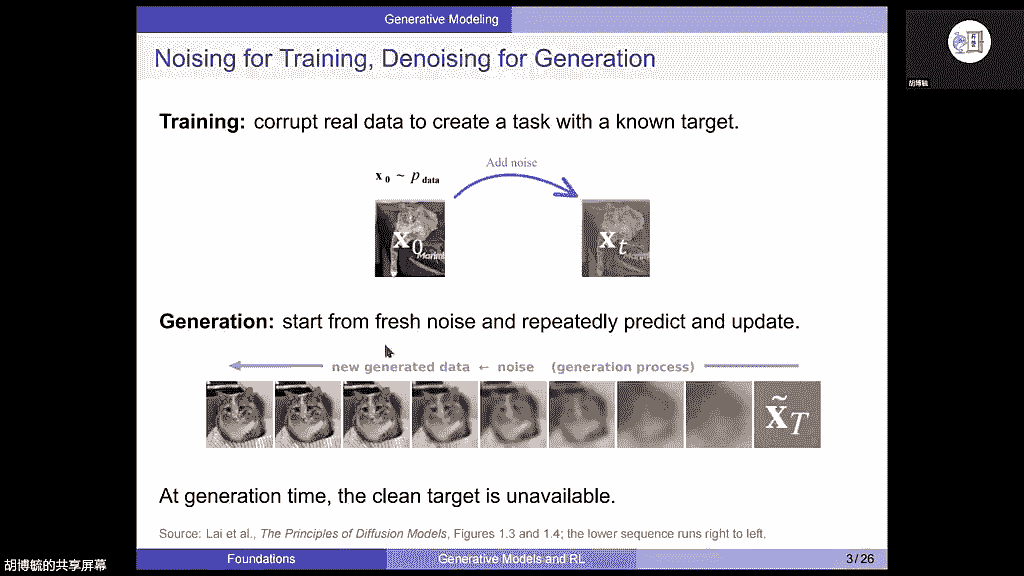 Generative Modeling
Noising for Training, Denoising for Generation
Training: corrupt real data to create a task with a known target.
Add noise
x₀ ~ p data
x₀
xₜ
Generation: start from fresh noise and repeatedly predict and update.
new generated data ← noise (generation process)
x̃_T
At generation time, the clean target is unavailable.
Source: Lai et al., The Principles of Diffusion Models, Figures 1.3 and 1.4; the lower sequence runs right to left.
Foundations
Generative Models and RL
3/26
胡博毓
胡博毓的共享屏幕